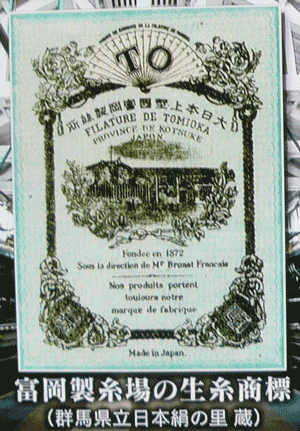 TO
大日本上野國富岡製絲所
FILATURE DE TOMIOKA
PROVINCE DE KOTSUKE
JAPON
Fondée en 1872
Sous la direction de Mr Brunat Francais
Nos produits portent
toujours notre
marque de fabrique
Made in Japan.
富岡製糸場の生糸商標
（群馬県立日本絹の里 蔵）